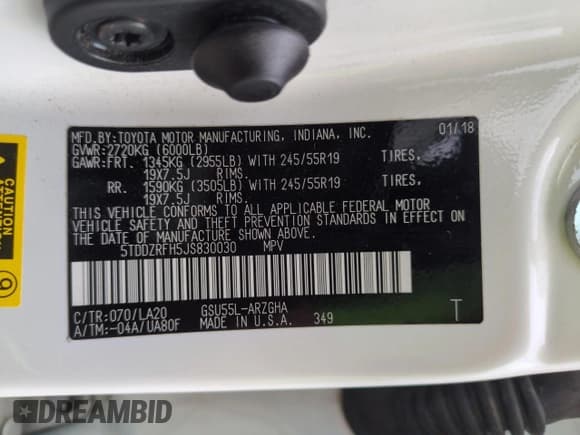 MFD.BY:TOYOTA MOTOR MANUFACTURING, INDIANA, INC. 01/18
GVWR:2720KG (6000LB)
GAWR:FRT. 1345KG (2955LB) WITH 245/55R19 TIRES,
19X7.5J RIMS.
RR. 1590KG (3505LB) WITH 245/55R19 TIRES,
19X7.5J RIMS.
THIS VEHICLE CONFORMS TO ALL APPLICABLE FEDERAL MOTOR
VEHICLE SAFETY AND THEFT PREVENTION STANDARDS IN EFFECT ON
THE DATE OF MANUFACTURE SHOWN ABOVE.
5TDDZRFH5JS830030 MPV
C/TR:070/LA20 GSU55L-ARZGHA
A/TM:-04A/UA80F MADE IN U.S.A. 349 T
CAUTION
DREAMBID